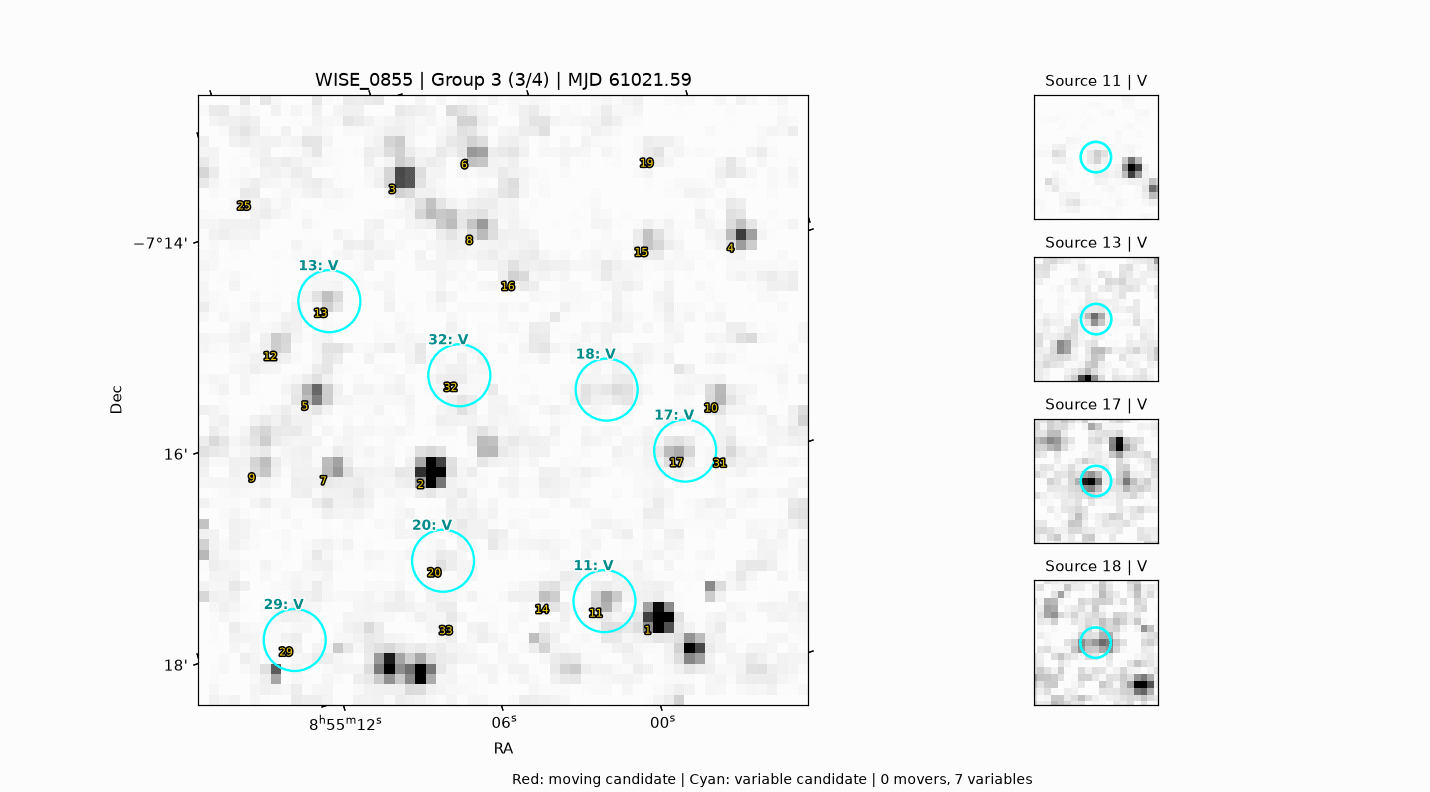 WISE_0855 | Group 3 (3/4) | MJD 61021.59
Source 11 | V
6
19
3
25
−7°14'
8
15
4
Source 13 | V
13: V
16
13
32: V
12
18: V
32
5
10
Source 17 | V
17: V
Dec
16'
17
31
9
7
2
20: V
20
11: V
Source 18 | V
29: V
14
11
33
1
29
18'
8ʰ55ᵐ12ˢ
06ˢ
00ˢ
RA
Red: moving candidate | Cyan: variable candidate | 0 movers, 7 variables